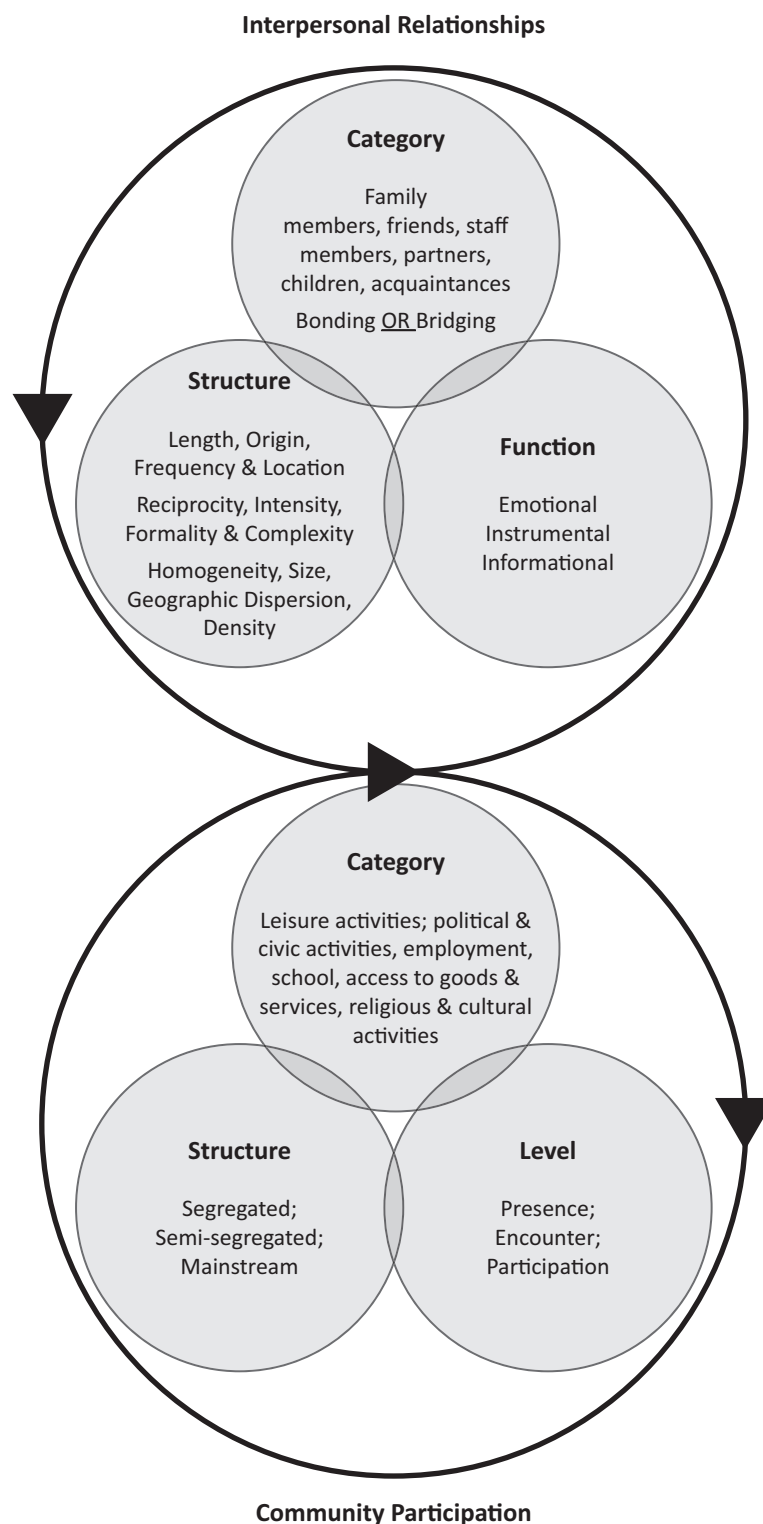 Interpersonal Relationships
Category
Family
members, friends, staff
members, partners,
children, acquaintances
Bonding OR Bridging
Structure
Length, Origin,
Frequency & Location
Reciprocity, Intensity,
Formality & Complexity
Homogeneity, Size,
Geographic Dispersion,
Density
Function
Emotional
Instrumental
Informational
Category
Leisure activities; political &
civic activities, employment,
school, access to goods &
services, religious & cultural
activities
Structure
Segregated;
Semi-segregated;
Mainstream
Level
Presence;
Encounter;
Participation
Community Participation